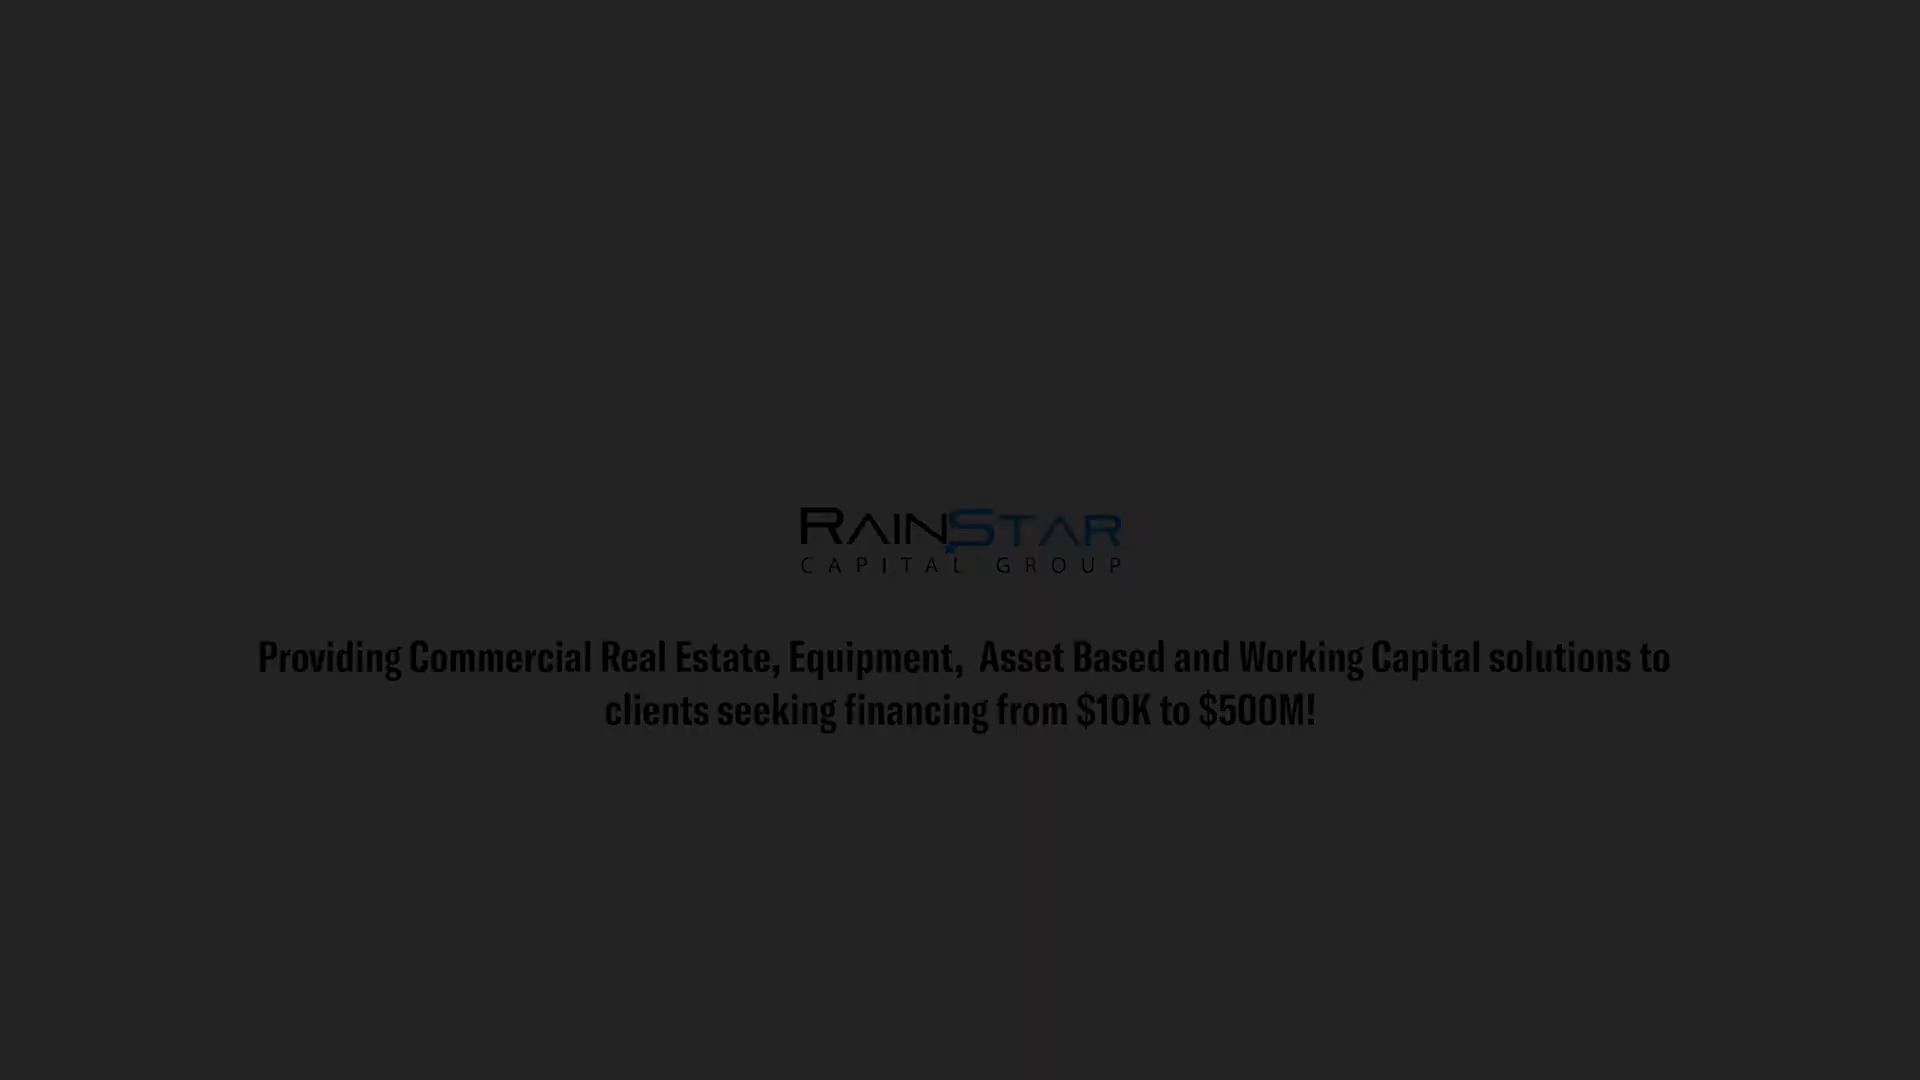 RAINSTAR
CAPITAL GROUP
Providing Commercial Real Estate, Equipment,  Asset Based and Working Capital solutions to
clients seeking financing from $10K to $500M!